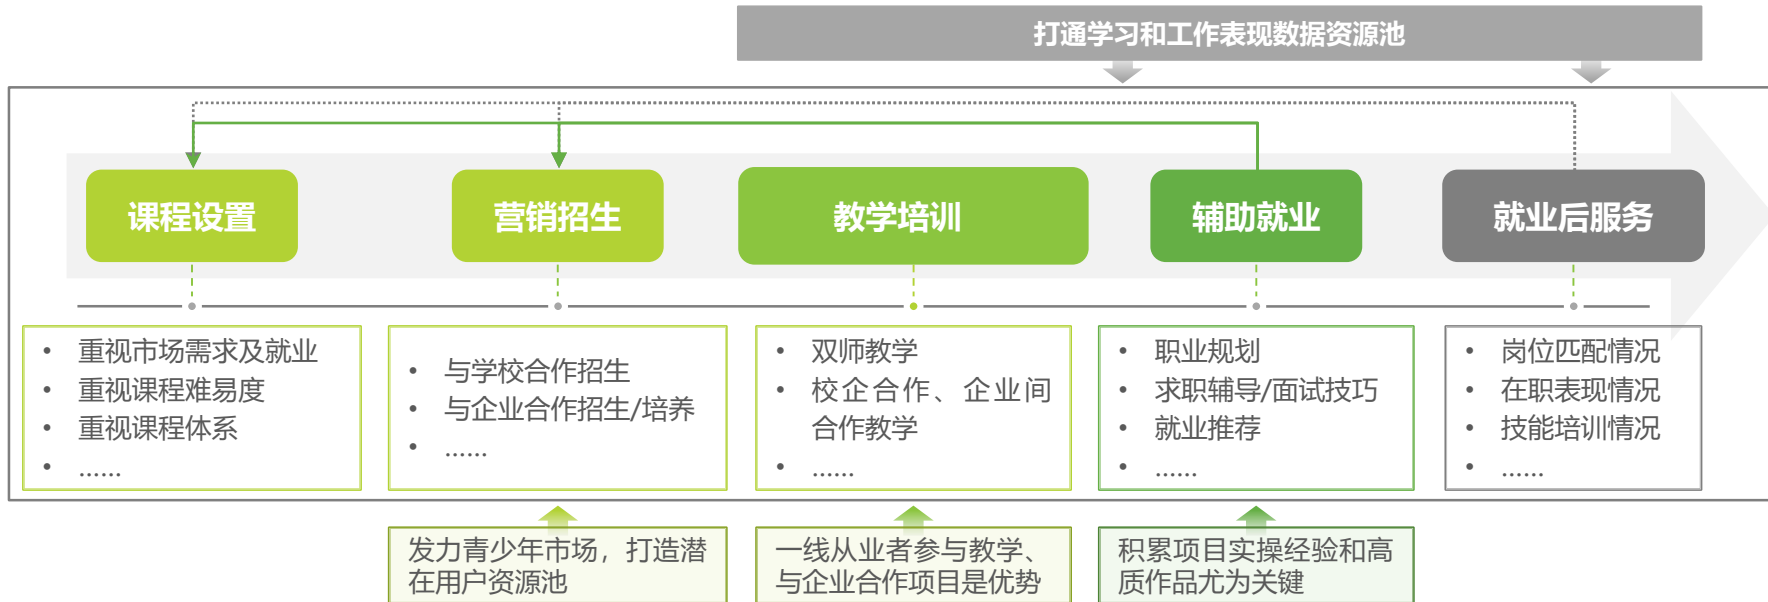 打通学习和工作表现数据资源池
课程设置
营销招生
教学培训
辅助就业
就业后服务
• 重视市场需求及就业
• 重视课程难易度
• 重视课程体系
• ......
• 与学校合作招生
• 与企业合作招生/培养
• ......
• 双师教学
• 校企合作、企业间
合作教学
• ......
• 职业规划
• 求职辅导/面试技巧
• 就业推荐
• ......
• 岗位匹配情况
• 在职表现情况
• 技能培训情况
• ......
发力青少年市场，打造潜
在用户资源池
一线从业者参与教学、
与企业合作项目是优势
积累项目实操经验和高
质作品尤为关键